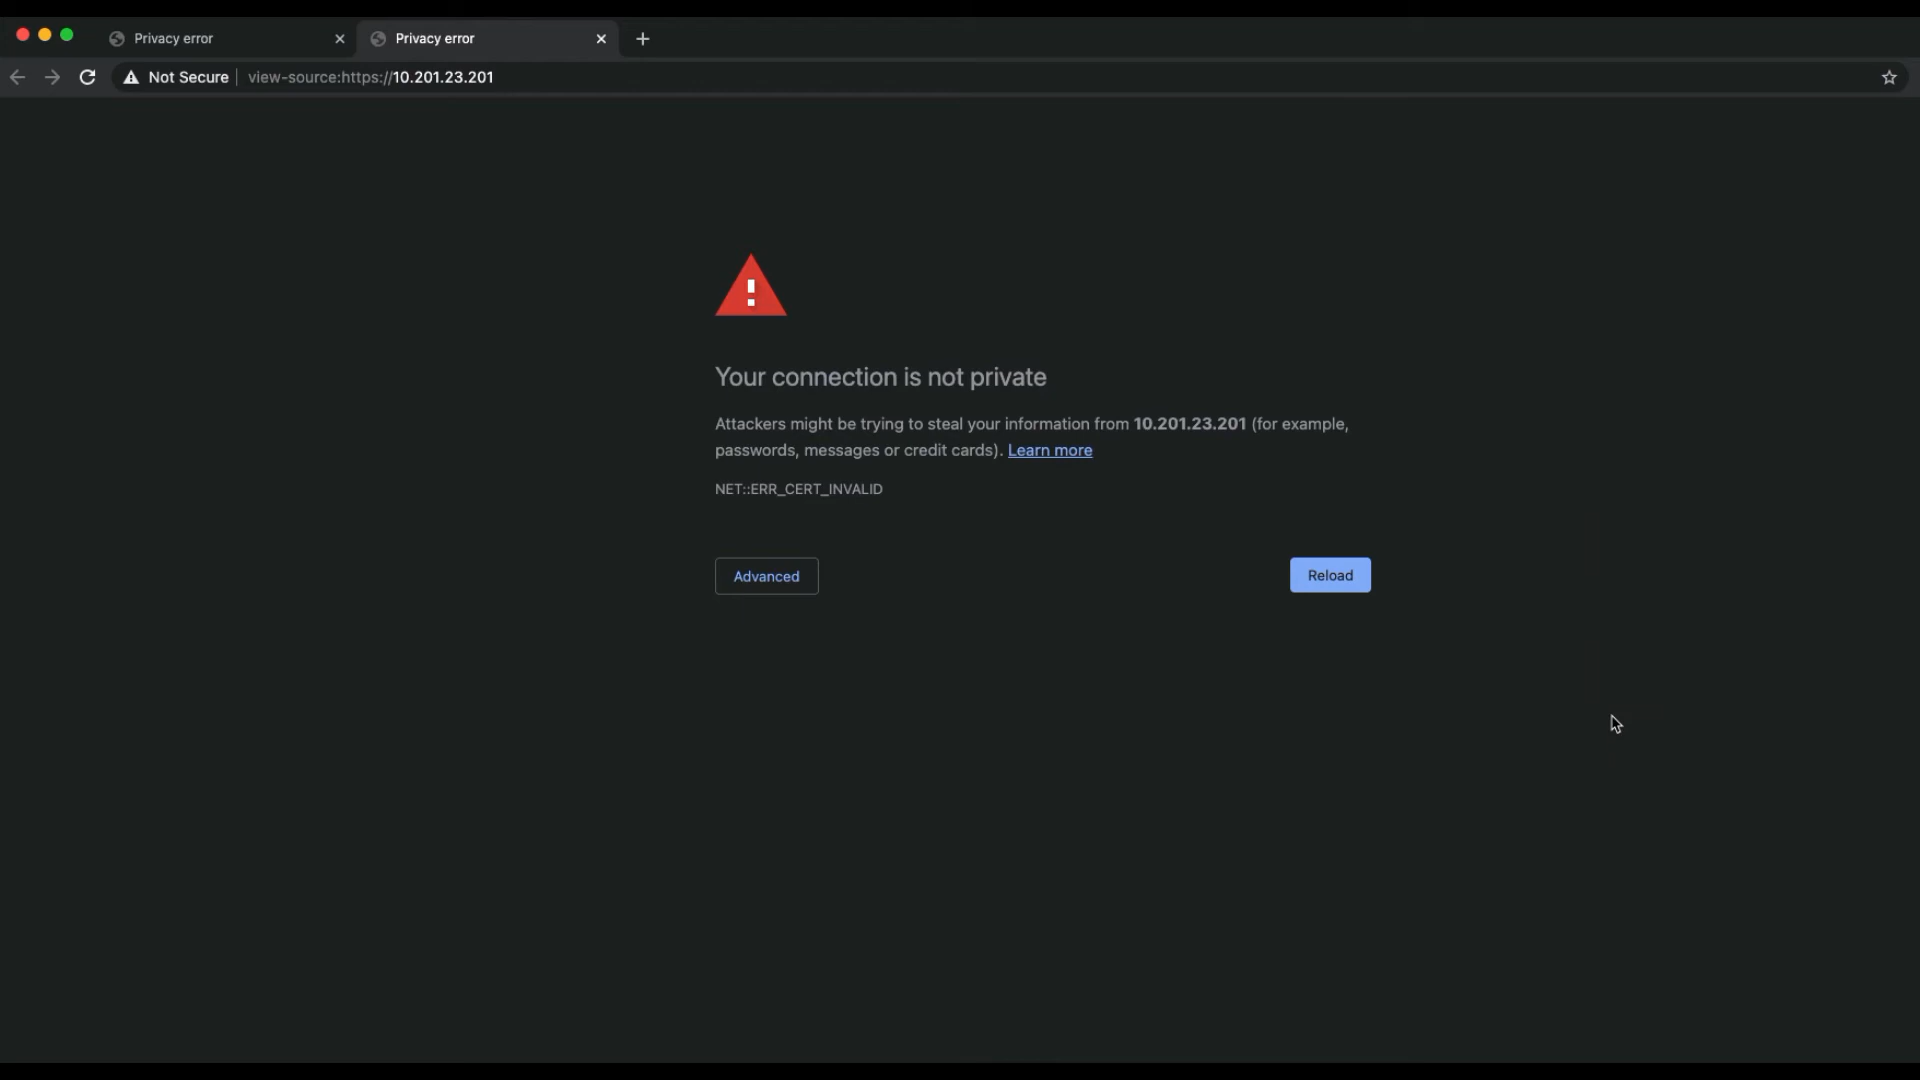 Privacy error
Privacy error
Not Secure view-source:https://10.201.23.201
Your connection is not private
Attackers might be trying to steal your information from 10.201.23.201 (for example,
passwords, messages or credit cards). Learn more
NET::ERR_CERT_INVALID
Advanced
Reload